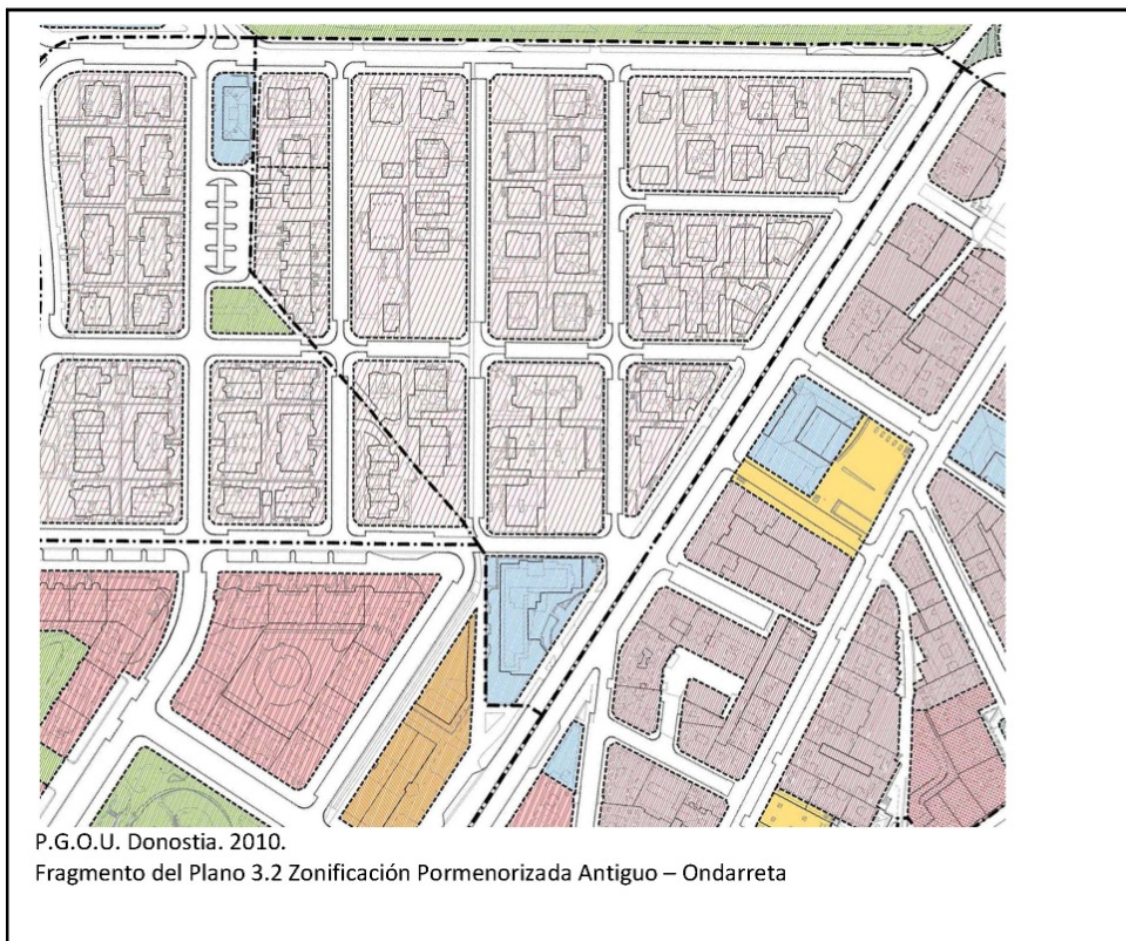 P.G.O.U. Donostia. 2010.
Fragmento del Plano 3.2 Zonificación Pormenorizada Antiguo – Ondarreta